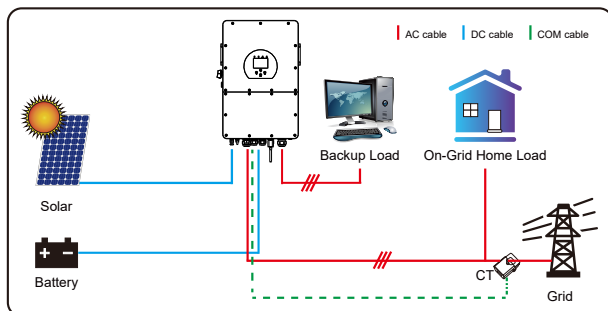 AC cable
DC cable
COM cable
Backup Load
On-Grid Home Load
Solar
Battery
CT
Grid